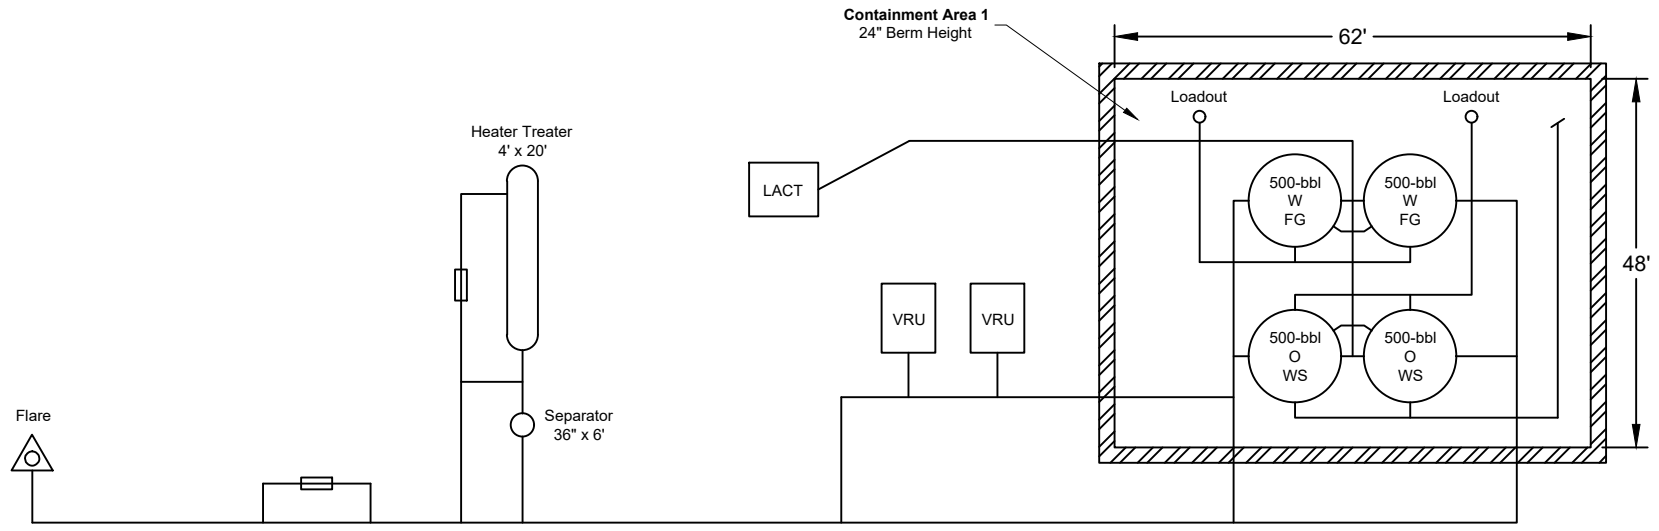 Containment Area 1
24" Berm Height
62'
Loadout
Loadout
Heater Treater
4' x 20'
LACT
500-bbl
W
FG
500-bbl
W
FG
48'
VRU
VRU
500-bbl
O
WS
500-bbl
O
WS
Flare
Separator
36" x 6'